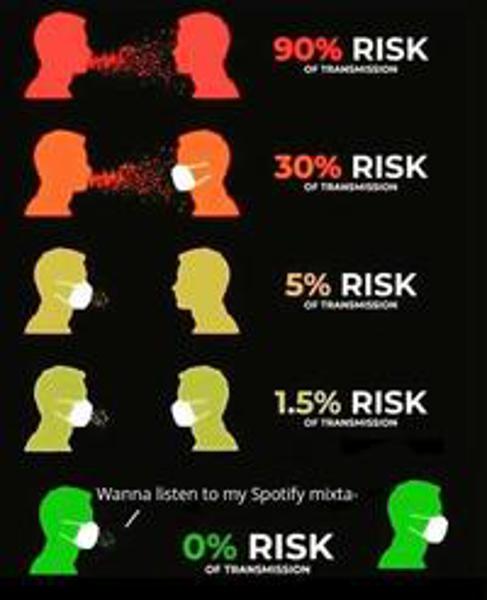 90% RISK
OF TRANSMISSION
30% RISK
OF TRANSMISSION
5% RISK
OF TRANSMISSION
1.5% RISK
OF TRANSMISSION
Wanna listen to my Spotify mixta-
0% RISK
OF TRANSMISSION